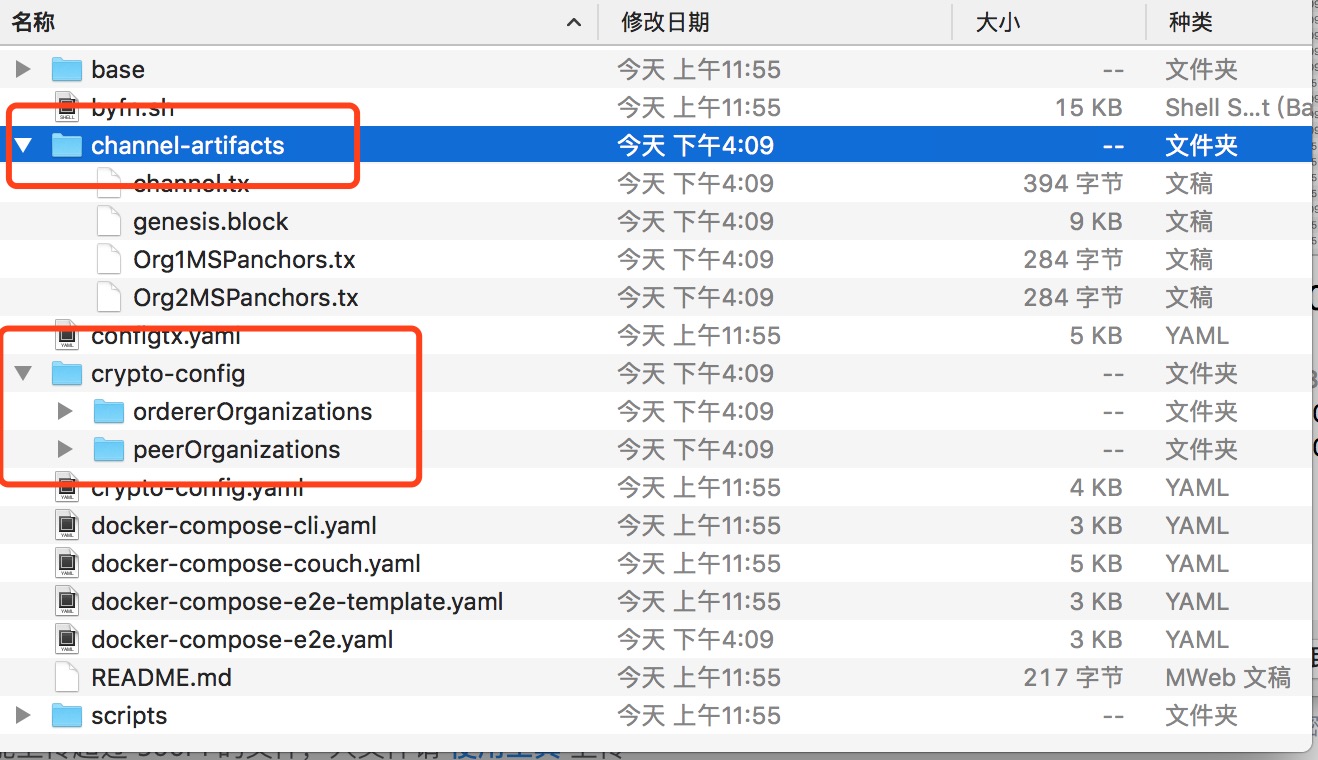 名称 修改日期 大小 种类
base 今天 上午11:55 -- 文件夹
byfn.sh 今天 上午11:55 15 KB Shell S...t (Ba
channel-artifacts 今天 下午4:09 -- 文件夹
channel.tx 今天 下午4:09 394 字节 文稿
genesis.block 今天 下午4:09 9 KB 文稿
Org1MSPanchors.tx 今天 下午4:09 284 字节 文稿
Org2MSPanchors.tx 今天 下午4:09 284 字节 文稿
configtx.yaml 今天 上午11:55 5 KB YAML
crypto-config 今天 下午4:09 -- 文件夹
ordererOrganizations 今天 下午4:09 -- 文件夹
peerOrganizations 今天 下午4:09 -- 文件夹
crypto-config.yaml 今天 上午11:55 4 KB YAML
docker-compose-cli.yaml 今天 上午11:55 3 KB YAML
docker-compose-couch.yaml 今天 上午11:55 5 KB YAML
docker-compose-e2e-template.yaml 今天 上午11:55 3 KB YAML
docker-compose-e2e.yaml 今天 下午4:09 3 KB YAML
README.md 今天 上午11:55 217 字节 MWeb 文稿
scripts 今天 上午11:55 -- 文件夹